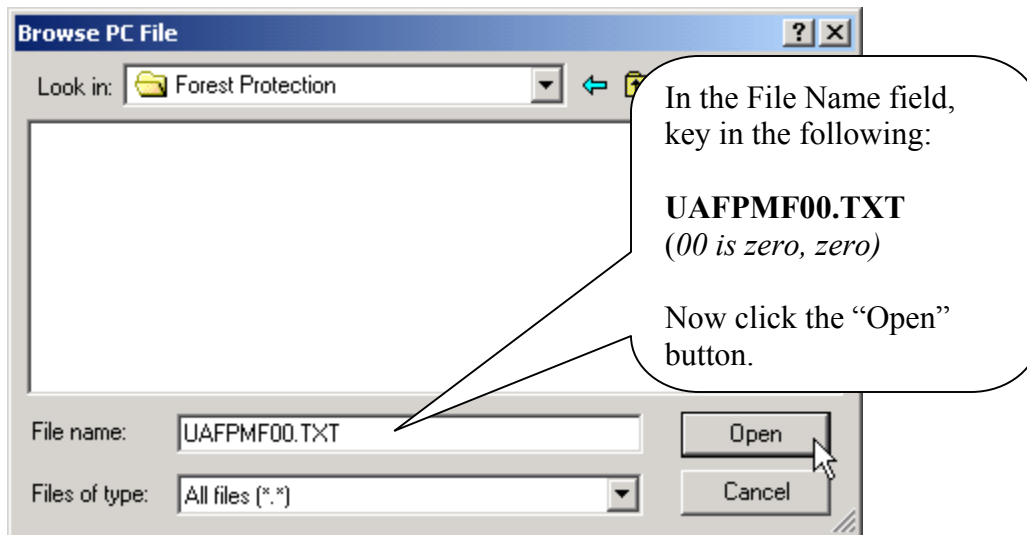 Browse PC File
Look in: Forest Protection
In the File Name field,
key in the following:
UAFPMF00.TXT
(00 is zero, zero)
Now click the “Open”
button.
File name: UAFPMF00.TXT Open
Files of type: All files (*.*) Cancel